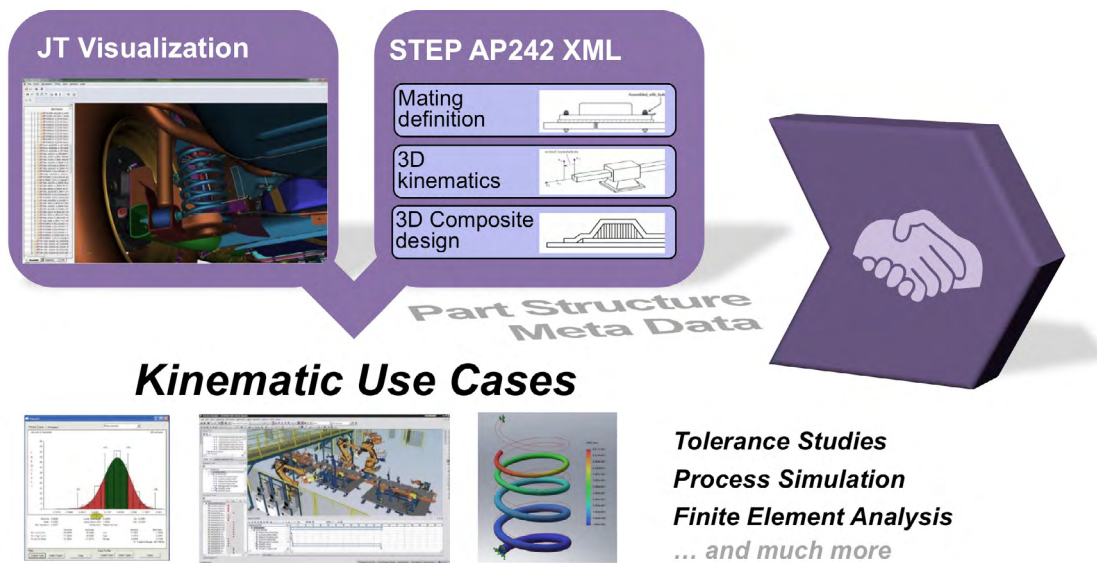 JT Visualization
STEP AP242 XML
Mating
definition
3D
kinematics
3D Composite
design
Part Structure
Meta Data
Kinematic Use Cases
Tolerance Studies
Process Simulation
Finite Element Analysis
... and much more